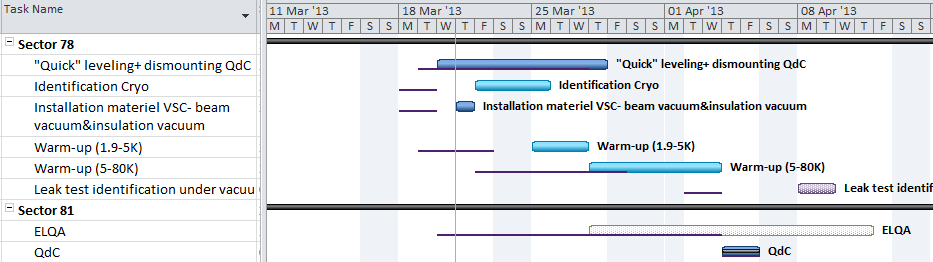 Task Name
11 Mar '13 18 Mar '13 25 Mar '13 01 Apr '13 08 Apr '13
M T W T F S S M T W T F S S M T W T F S S M T W T F S S M T W T F S S
Sector 78
"Quick" leveling+ dismounting QdC "Quick" leveling+ dismounting QdC
Identification Cryo Identification Cryo
Installation materiel VSC- beam Installation materiel VSC- beam vacuum&insulation vacuum
vacuum&insulation vacuum
Warm-up (1.9-5K) Warm-up (1.9-5K)
Warm-up (5-80K) Warm-up (5-80K)
Leak test identification under vacuu Leak test identif
Sector 81
ELQA ELQA
QdC QdC